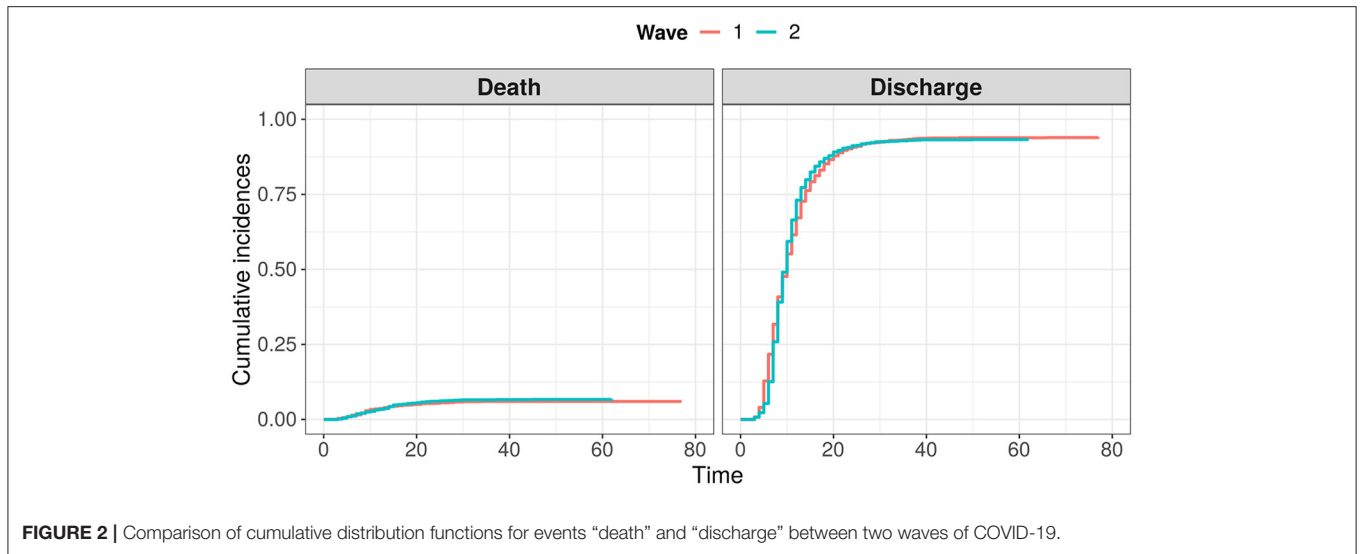 Wave 1 2
Death Discharge
Cumulative incidences
1.00
0.75
0.50
0.25
0.00
0 20 40 60 80 0 20 40 60 80
Time
FIGURE 2 | Comparison of cumulative distribution functions for events “death” and “discharge” between two waves of COVID-19.